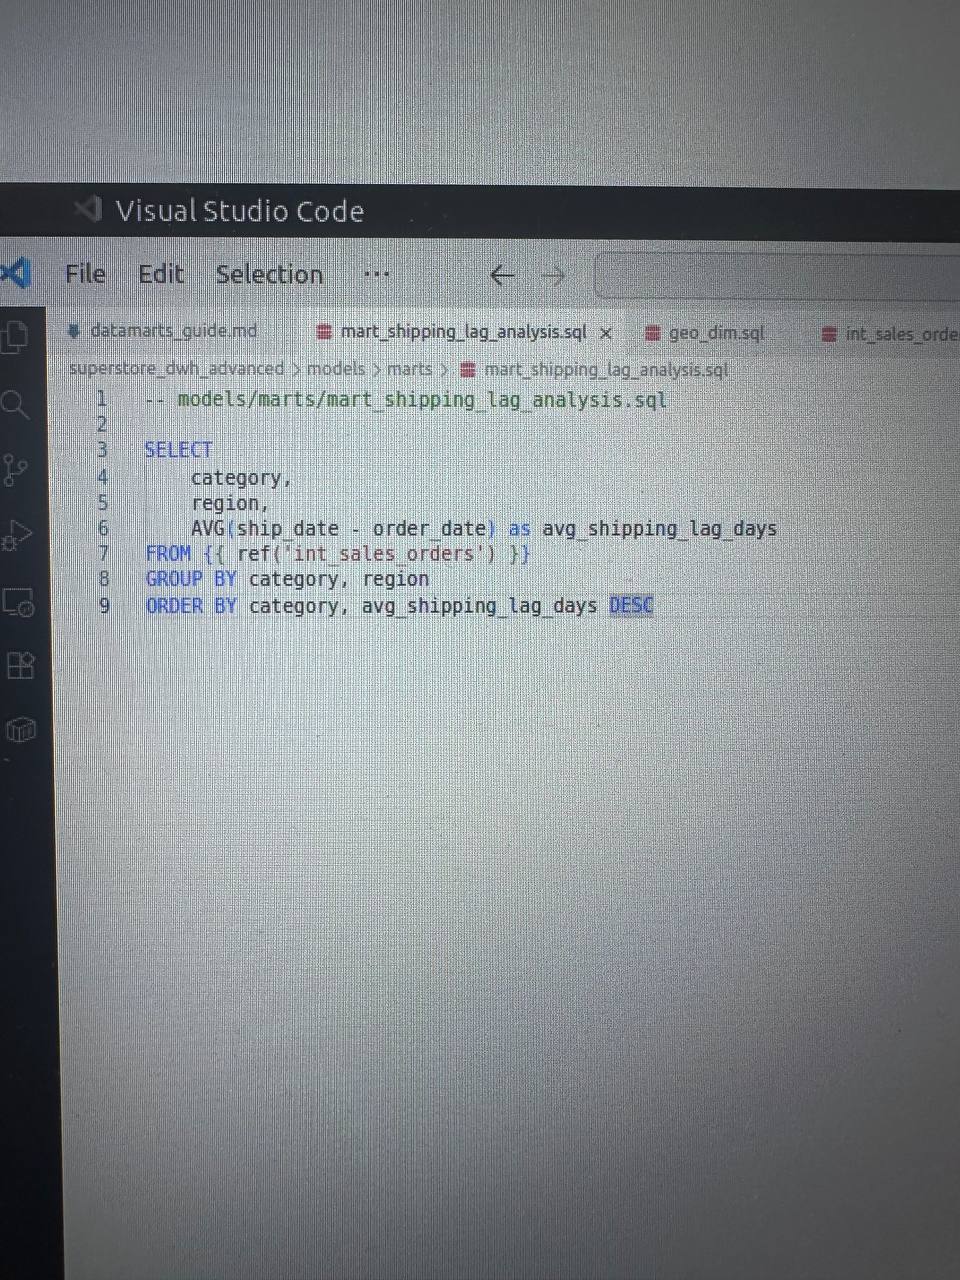 Visual Studio Code
File Edit Selection ...
datamarts_guide.md mart_shipping_lag_analysis.sql × geo_dim.sql int_sales_orde
superstore_dwh_advanced > models > marts > mart_shipping_lag_analysis.sql
1 -- models/marts/mart_shipping_lag_analysis.sql
2
3 SELECT
4 category,
5 region,
6 AVG(ship_date - order_date) as avg_shipping_lag_days
7 FROM {{ ref('int_sales_orders') }}
8 GROUP BY category, region
9 ORDER BY category, avg_shipping_lag_days DESC